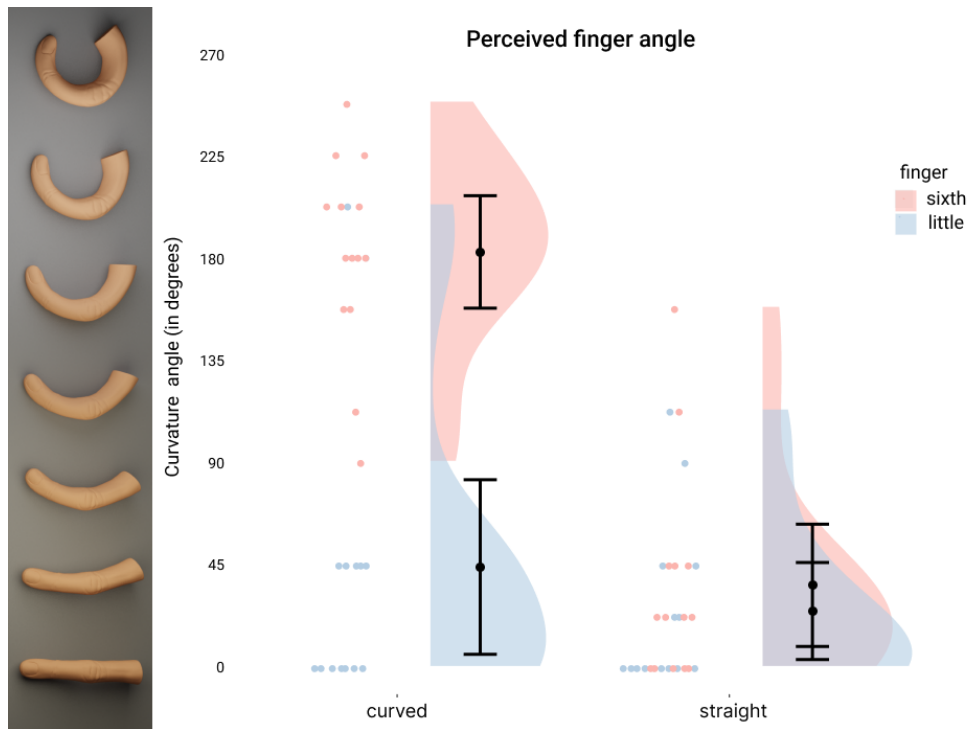 Perceived finger angle
270
225
180
135
90
45
0
Curvature angle (in degrees)
curved
straight
finger
sixth
little